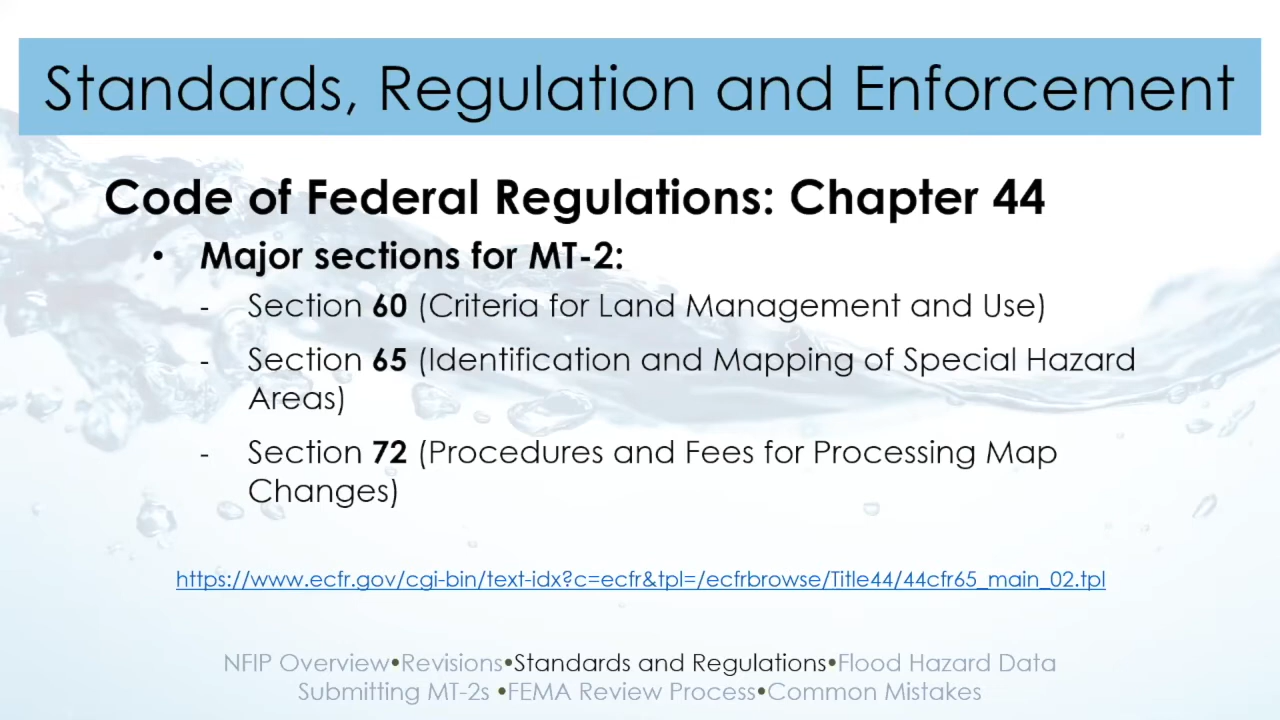 Standards, Regulation and Enforcement
Code of Federal Regulations: Chapter 44
• Major sections for MT-2:
- Section 60 (Criteria for Land Management and Use)
- Section 65 (Identification and Mapping of Special Hazard
Areas)
- Section 72 (Procedures and Fees for Processing Map
Changes)
https://www.ecfr.gov/cgi-bin/text-idx?c=ecfr&tpl=/ecfrbrowse/Title44/44cfr65_main_02.tpl
NFIP Overview•Revisions•Standards and Regulations•Flood Hazard Data
Submitting MT-2s •FEMA Review Process•Common Mistakes